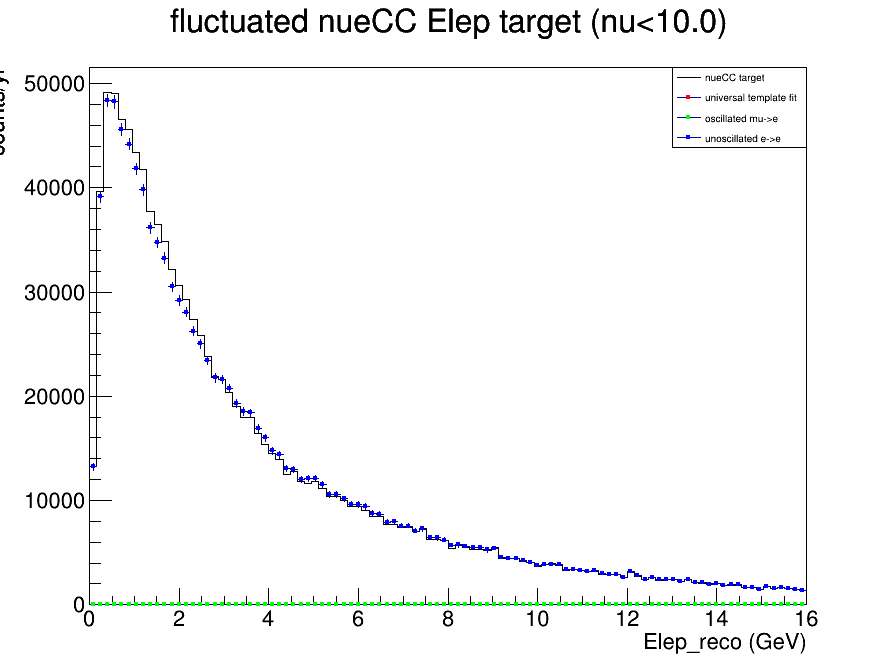 fluctuated nueCC Elep target (nu<10.0)
nueCC target
universal template fit
oscillated mu->e
unoscillated e->e
50000
40000
30000
20000
10000
0
0 2 4 6 8 10 12 14 16
Elep_reco (GeV)